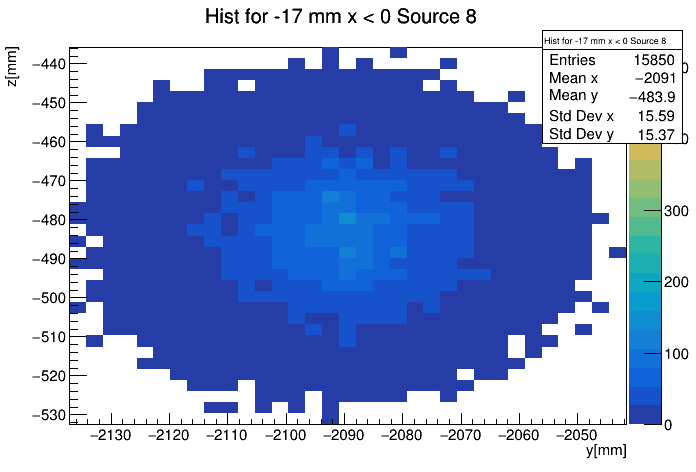 Hist for -17 mm x < 0 Source 8
Hist for -17 mm x < 0 Source 8
Entries 15850
Mean x −2091
Mean y −483.9
Std Dev x 15.59
Std Dev y 15.37
z[mm]
−440
−450
−460
−470
−480
−490
−500
−510
−520
−530
−2130 −2120 −2110 −2100 −2090 −2080 −2070 −2060 −2050
y[mm]
0
0
300
200
100
0